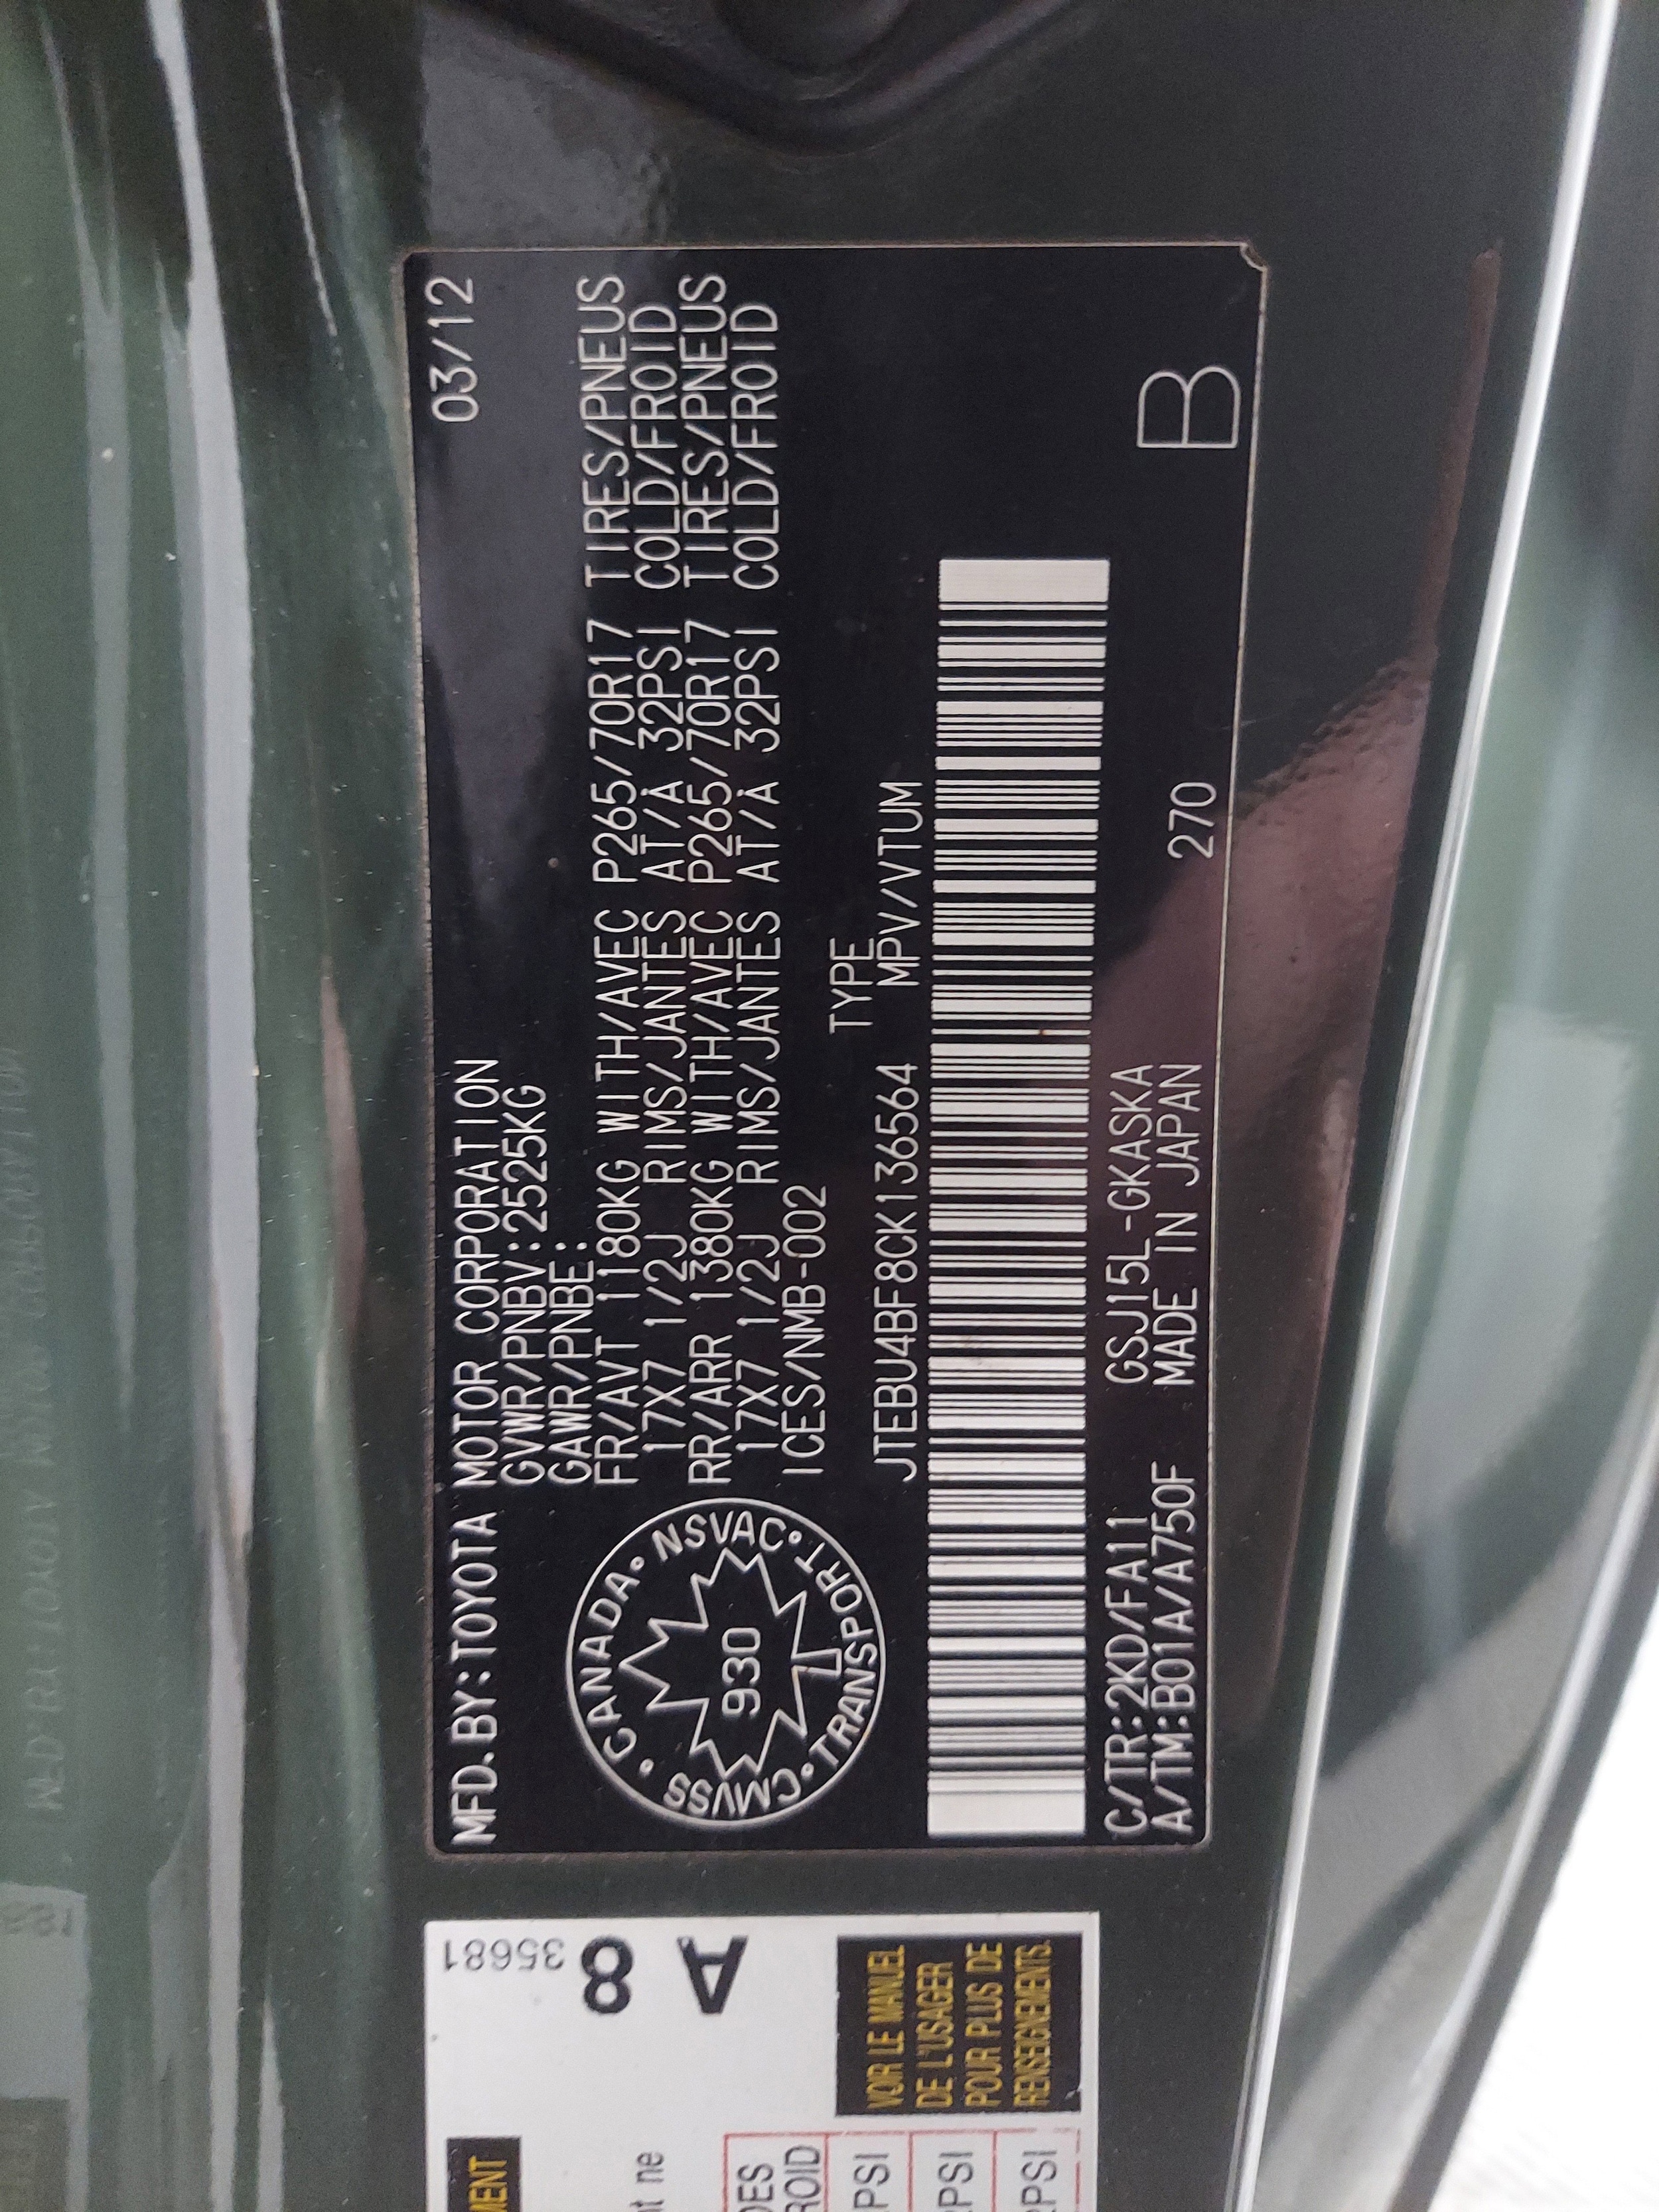 MFD.BY:TOYOTA MOTOR CORPORATION 03/12
GVWR/PNBV:2525KG
GAWR/PNBE:
FR/AVT 1180KG WITH/AVEC P265/70R17 TIRES/PNEUS
17X7 1/2J RIMS/JANTES AT/À 32PSI COLD/FROID
RR/ARR 1380KG WITH/AVEC P265/70R17 TIRES/PNEUS
17X7 1/2J RIMS/JANTES AT/À 32PSI COLD/FROID
ICES/NMB-002
CANADA • NSVAC • TRANSPORT • CMVSS •
930
TYPE
JTEBU4BF8CK136564 MPV/VTUM
C/TR:2KD/FA11 GSJ15L-GKASKA
A/TM:B01A/A750F MADE IN JAPAN 270
B
35681
8
A
VOIR LE MANUEL
DE L'USAGER
POUR PLUS DE
RENSEIGNEMENTS.
ne
PSI
PSI
PSI